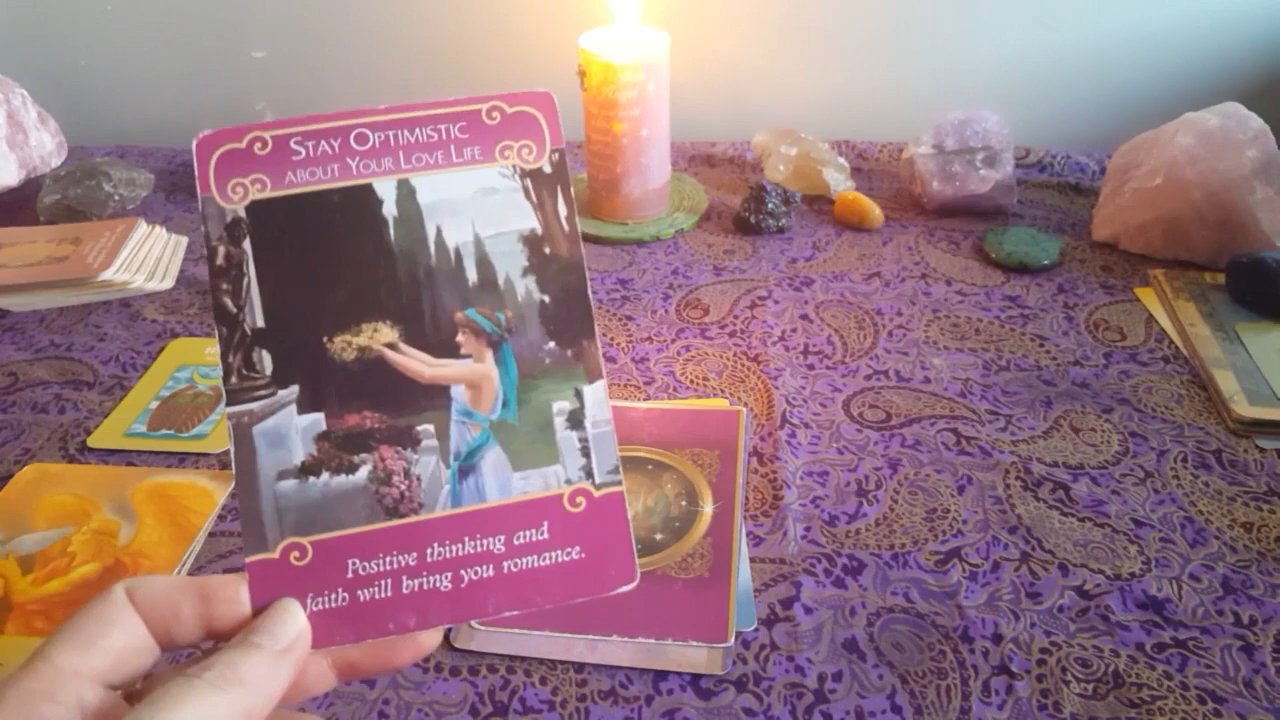 STAY OPTIMISTIC
ABOUT YOUR LOVE LIFE
Positive thinking and
faith will bring you romance.